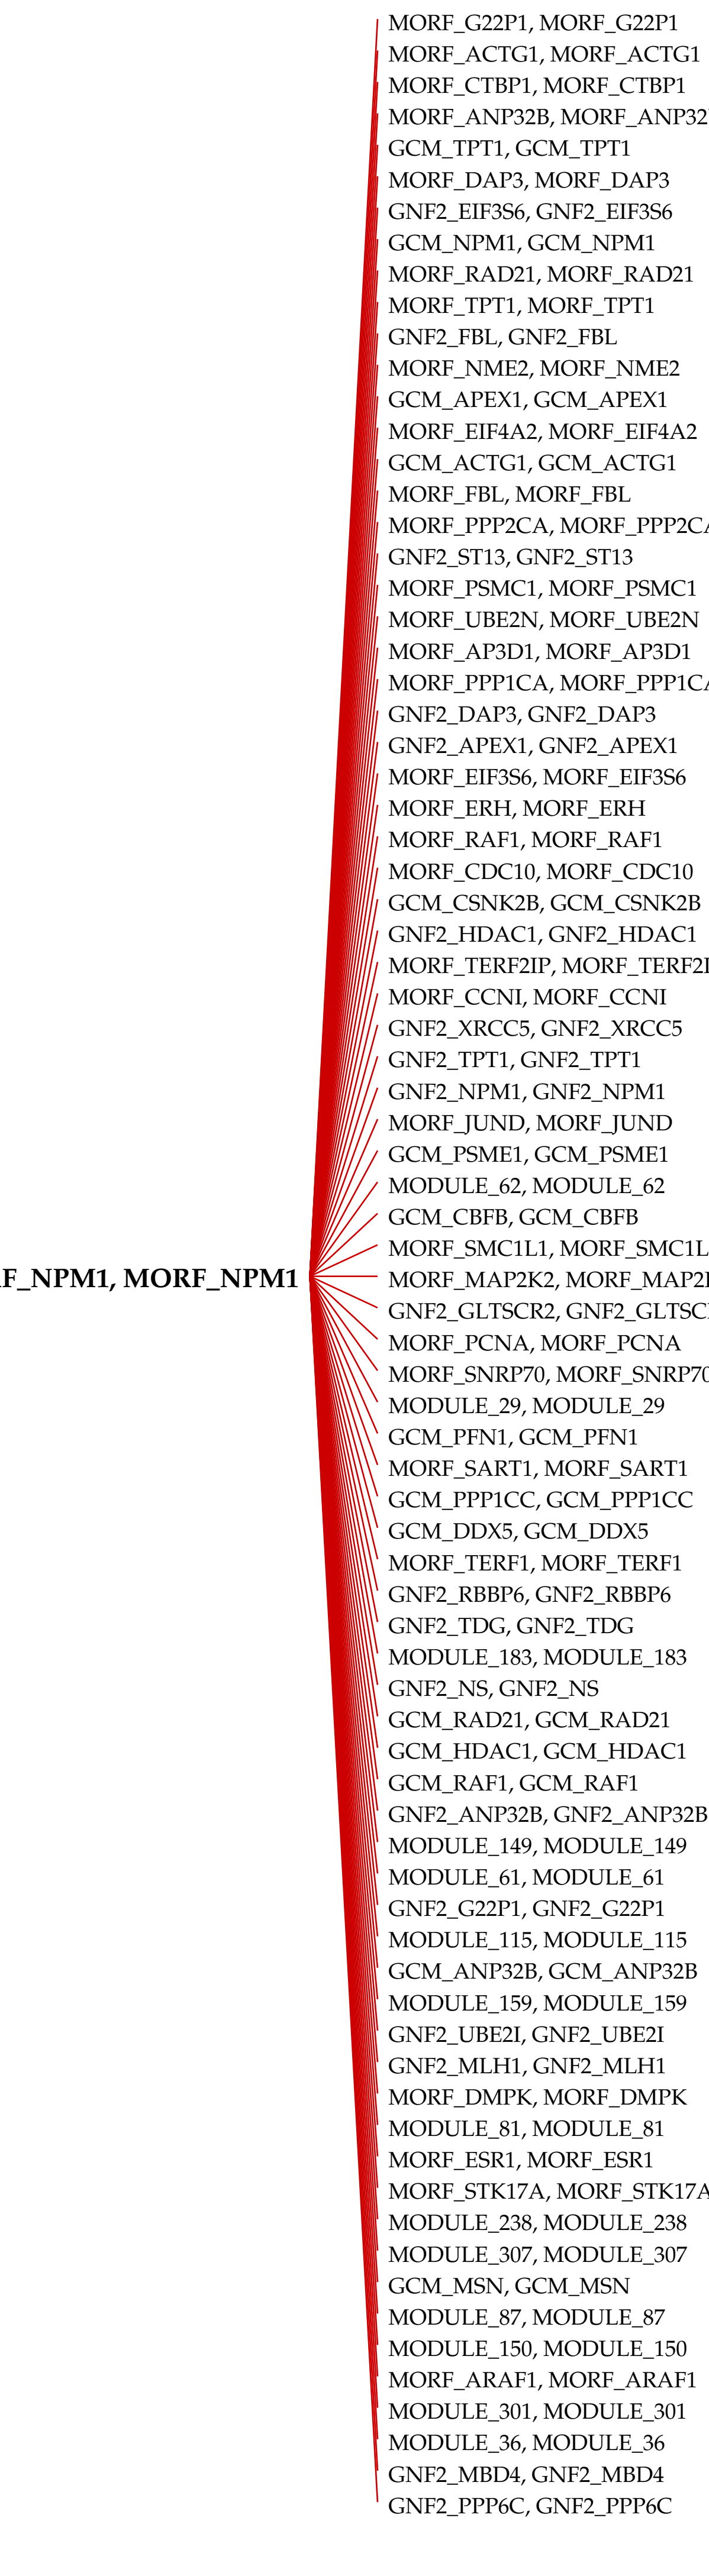 MORF_G22P1, MORF_G22P1
MORF_ACTG1, MORF_ACTG1
MORF_CTBP1, MORF_CTBP1
MORF_ANP32B, MORF_ANP32
GCM_TPT1, GCM_TPT1
MORF_DAP3, MORF_DAP3
GNF2_EIF3S6, GNF2_EIF3S6
GCM_NPM1, GCM_NPM1
MORF_RAD21, MORF_RAD21
MORF_TPT1, MORF_TPT1
GNF2_FBL, GNF2_FBL
MORF_NME2, MORF_NME2
GCM_APEX1, GCM_APEX1
MORF_EIF4A2, MORF_EIF4A2
GCM_ACTG1, GCM_ACTG1
MORF_FBL, MORF_FBL
MORF_PPP2CA, MORF_PPP2CA
GNF2_ST13, GNF2_ST13
MORF_PSMC1, MORF_PSMC1
MORF_UBE2N, MORF_UBE2N
MORF_AP3D1, MORF_AP3D1
MORF_PPP1CA, MORF_PPP1CA
GNF2_DAP3, GNF2_DAP3
GNF2_APEX1, GNF2_APEX1
MORF_EIF3S6, MORF_EIF3S6
MORF_ERH, MORF_ERH
MORF_RAF1, MORF_RAF1
MORF_CDC10, MORF_CDC10
GCM_CSNK2B, GCM_CSNK2B
GNF2_HDAC1, GNF2_HDAC1
MORF_TERF2IP, MORF_TERF2I
MORF_CCNI, MORF_CCNI
GNF2_XRCC5, GNF2_XRCC5
GNF2_TPT1, GNF2_TPT1
GNF2_NPM1, GNF2_NPM1
MORF_JUND, MORF_JUND
GCM_PSME1, GCM_PSME1
MODULE_62, MODULE_62
GCM_CBFB, GCM_CBFB
MORF_SMC1L1, MORF_SMC1L
F_NPM1, MORF_NPM1
MORF_MAP2K2, MORF_MAP2
GNF2_GLTSCR2, GNF2_GLTSC
MORF_PCNA, MORF_PCNA
MORF_SNRP70, MORF_SNRP70
MODULE_29, MODULE_29
GCM_PFN1, GCM_PFN1
MORF_SART1, MORF_SART1
GCM_PPP1CC, GCM_PPP1CC
GCM_DDX5, GCM_DDX5
MORF_TERF1, MORF_TERF1
GNF2_RBBP6, GNF2_RBBP6
GNF2_TDG, GNF2_TDG
MODULE_183, MODULE_183
GNF2_NS, GNF2_NS
GCM_RAD21, GCM_RAD21
GCM_HDAC1, GCM_HDAC1
GCM_RAF1, GCM_RAF1
GNF2_ANP32B, GNF2_ANP32B
MODULE_149, MODULE_149
MODULE_61, MODULE_61
GNF2_G22P1, GNF2_G22P1
MODULE_115, MODULE_115
GCM_ANP32B, GCM_ANP32B
MODULE_159, MODULE_159
GNF2_UBE2I, GNF2_UBE2I
GNF2_MLH1, GNF2_MLH1
MORF_DMPK, MORF_DMPK
MODULE_81, MODULE_81
MORF_ESR1, MORF_ESR1
MORF_STK17A, MORF_STK17A
MODULE_238, MODULE_238
MODULE_307, MODULE_307
GCM_MSN, GCM_MSN
MODULE_87, MODULE_87
MODULE_150, MODULE_150
MORF_ARAF1, MORF_ARAF1
MODULE_301, MODULE_301
MODULE_36, MODULE_36
GNF2_MBD4, GNF2_MBD4
GNF2_PPP6C, GNF2_PPP6C